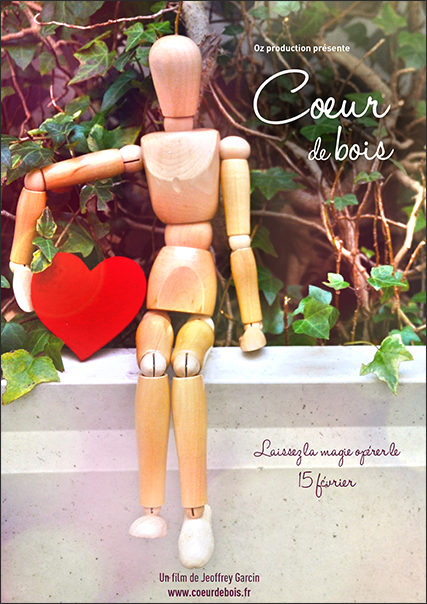 Oz production présente
Cœur
de bois
Laissez la magie opérer le
15 février
Un film de Jeoffrey Garcin
www.coeurdebois.fr